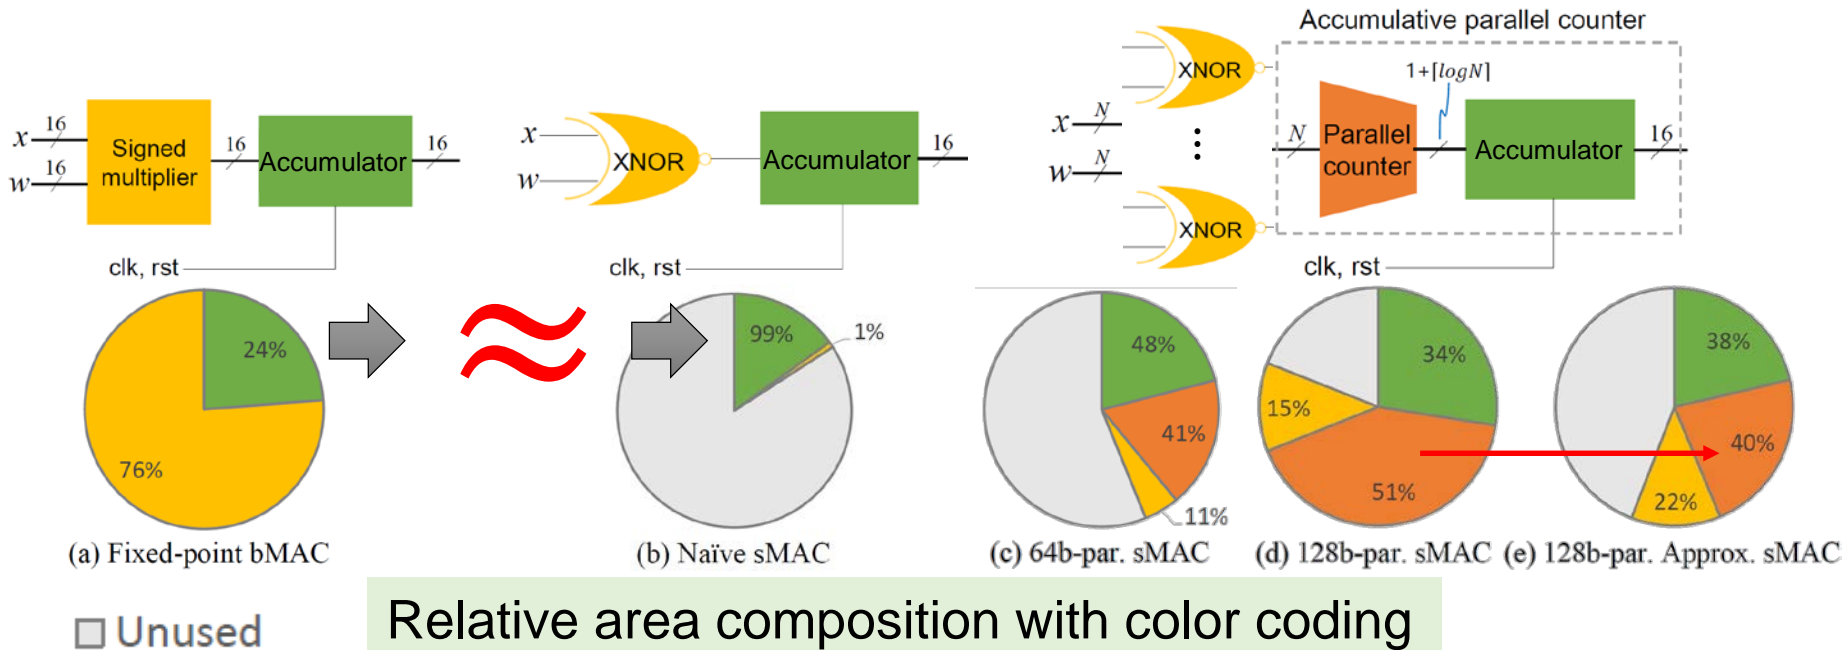 Accumulative parallel counter
XNOR
1+⌈logN⌉
x 16
w 16
Signed
multiplier
16
Accumulator
16
x
w
XNOR
Accumulator
16
x N
w N
⋮
N
Parallel
counter
Accumulator
16
XNOR
clk, rst
clk, rst
clk, rst
24%
76%
99%
1%
48%
41%
11%
34%
15%
51%
38%
40%
22%
(a) Fixed-point bMAC
(b) Naïve sMAC
(c) 64b-par. sMAC
(d) 128b-par. sMAC
(e) 128b-par. Approx. sMAC
Unused
Relative area composition with color coding